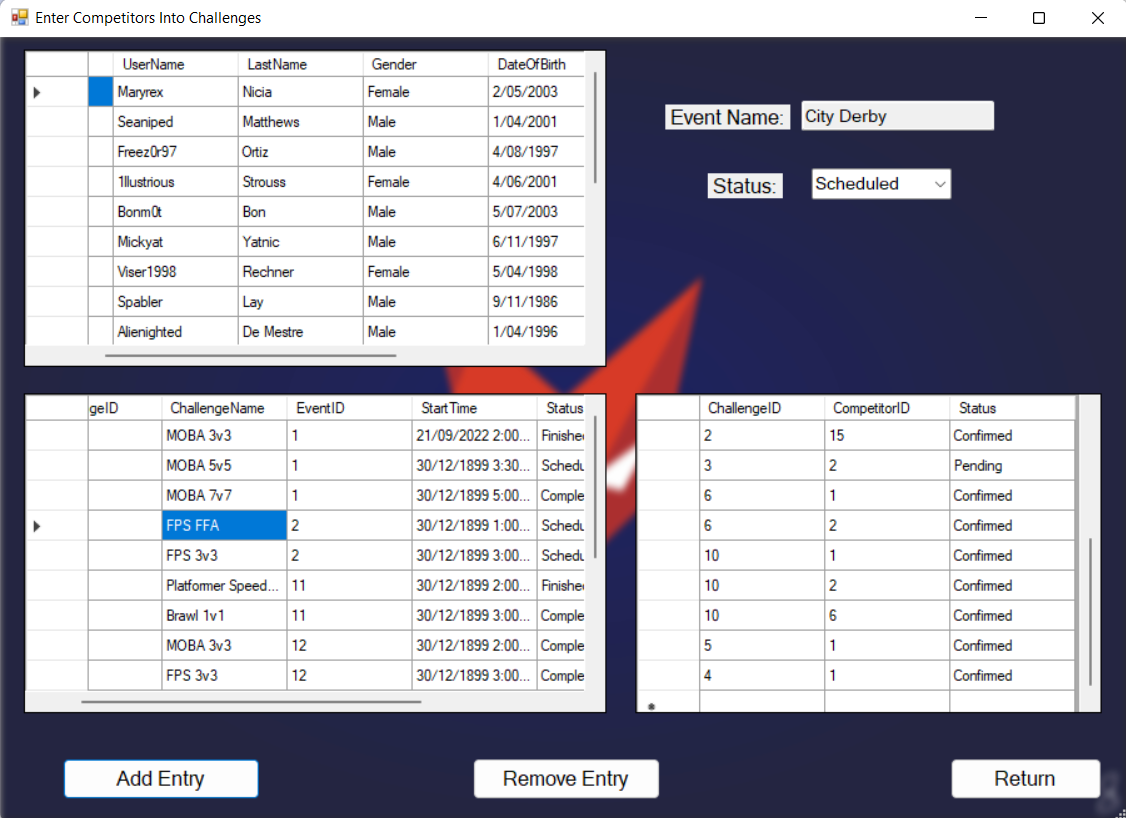 Enter Competitors Into Challenges
UserName LastName Gender DateOfBirth
Maryrex Nicia Female 2/05/2003
Seaniped Matthews Male 1/04/2001
Freez0r97 Ortiz Male 4/08/1997
1llustrious Strouss Female 4/06/2001
Bonm0t Bon Male 5/07/2003
Mickyat Yatnic Male 6/11/1997
Viser1998 Rechner Female 5/04/1998
Spabler Lay Male 9/11/1986
Alienighted De Mestre Male 1/04/1996
Event Name: City Derby
Status: Scheduled
geID ChallengeName EventID StartTime Status
MOBA 3v3 1 21/09/2022 2:00... Finishe
MOBA 5v5 1 30/12/1899 3:30... Schedu
MOBA 7v7 1 30/12/1899 5:00... Comple
FPS FFA 2 30/12/1899 1:00... Schedu
FPS 3v3 2 30/12/1899 3:00... Schedu
Platformer Speed... 11 30/12/1899 2:00... Finishe
Brawl 1v1 11 30/12/1899 3:00... Comple
MOBA 3v3 12 30/12/1899 2:00... Comple
FPS 3v3 12 30/12/1899 3:00... Comple
ChallengeID CompetitorID Status
2 15 Confirmed
3 2 Pending
6 1 Confirmed
6 2 Confirmed
10 1 Confirmed
10 2 Confirmed
10 6 Confirmed
5 1 Confirmed
4 1 Confirmed
Add Entry Remove Entry Return